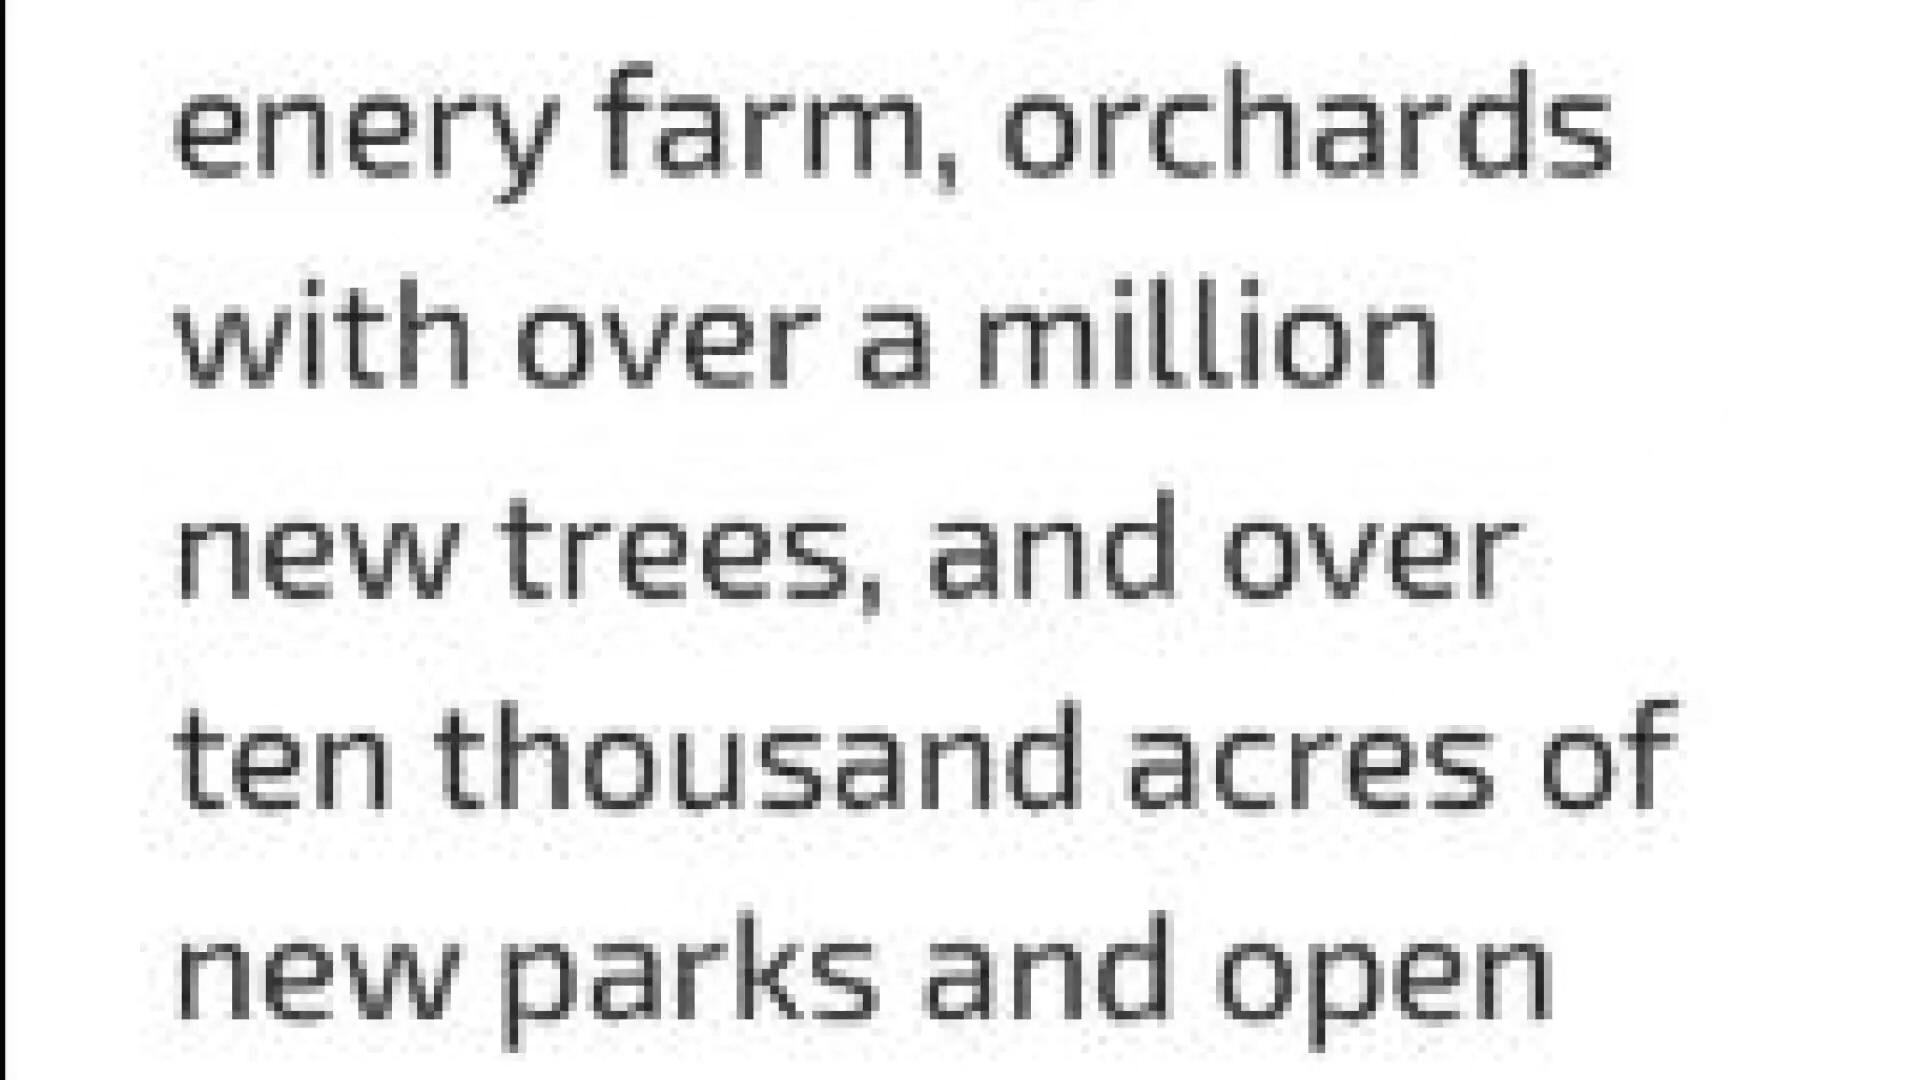 enery farm, orchards
with over a million
new trees, and over
ten thousand acres of
new parks and open